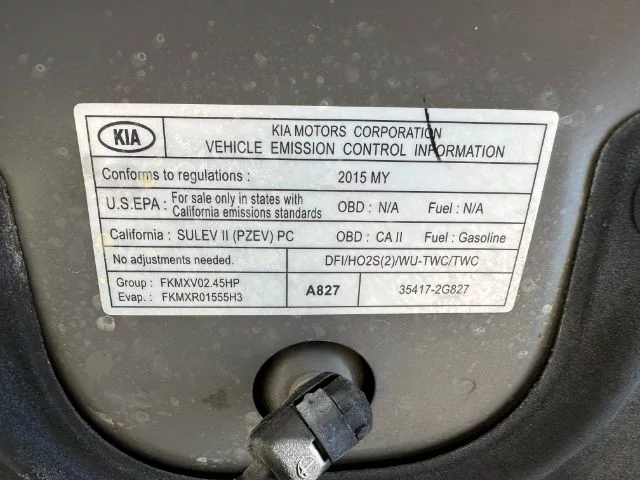 KIA
KIA MOTORS CORPORATION
VEHICLE EMISSION CONTROL INFORMATION
Conforms to regulations : 2015 MY
U.S.EPA : For sale only in states with California emissions standards OBD : N/A Fuel : N/A
California : SULEV II (PZEV) PC OBD : CA II Fuel : Gasoline
No adjustments needed. DFI/HO2S(2)/WU-TWC/TWC
Group : FKMXV02.45HP
Evap. : FKMXR01555H3
A827 35417-2G827